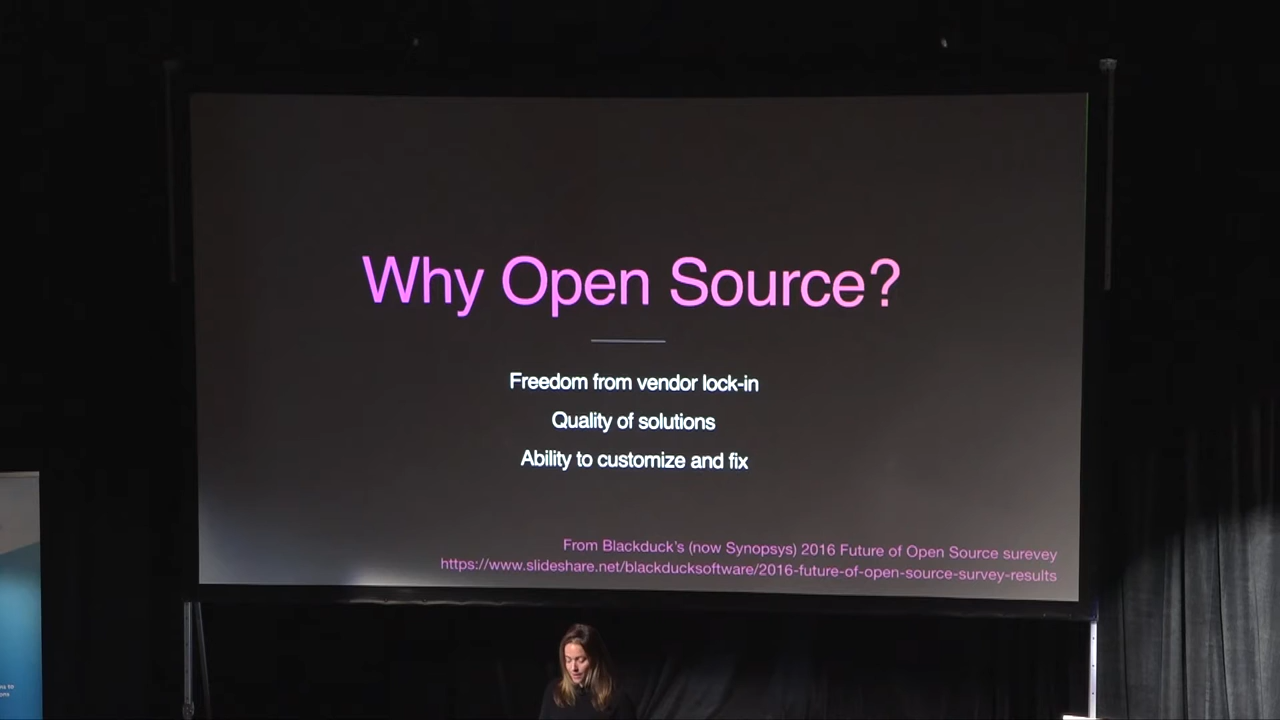 Why Open Source?
Freedom from vendor lock-in
Quality of solutions
Ability to customize and fix
From Blackduck's (now Synopsys) 2016 Future of Open Source surevey
https://www.slideshare.net/blackducksoftware/2016-future-of-open-source-survey-results